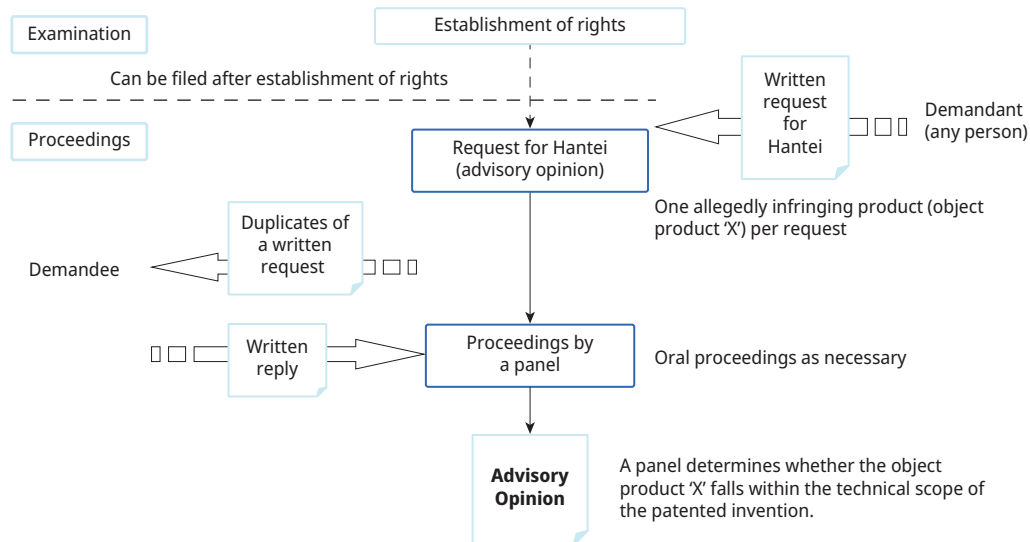 Examination
Establishment of rights
Can be filed after establishment of rights
Proceedings
Request for Hantei
(advisory opinion)
Written
request
for
Hantei
Demandant
(any person)
One allegedly infringing product (object
product ‘X’) per request
Duplicates of
a written
request
Demandee
Written
reply
Proceedings by
a panel
Oral proceedings as necessary
Advisory
Opinion
A panel determines whether the object
product ‘X’ falls within the technical scope of
the patented invention.